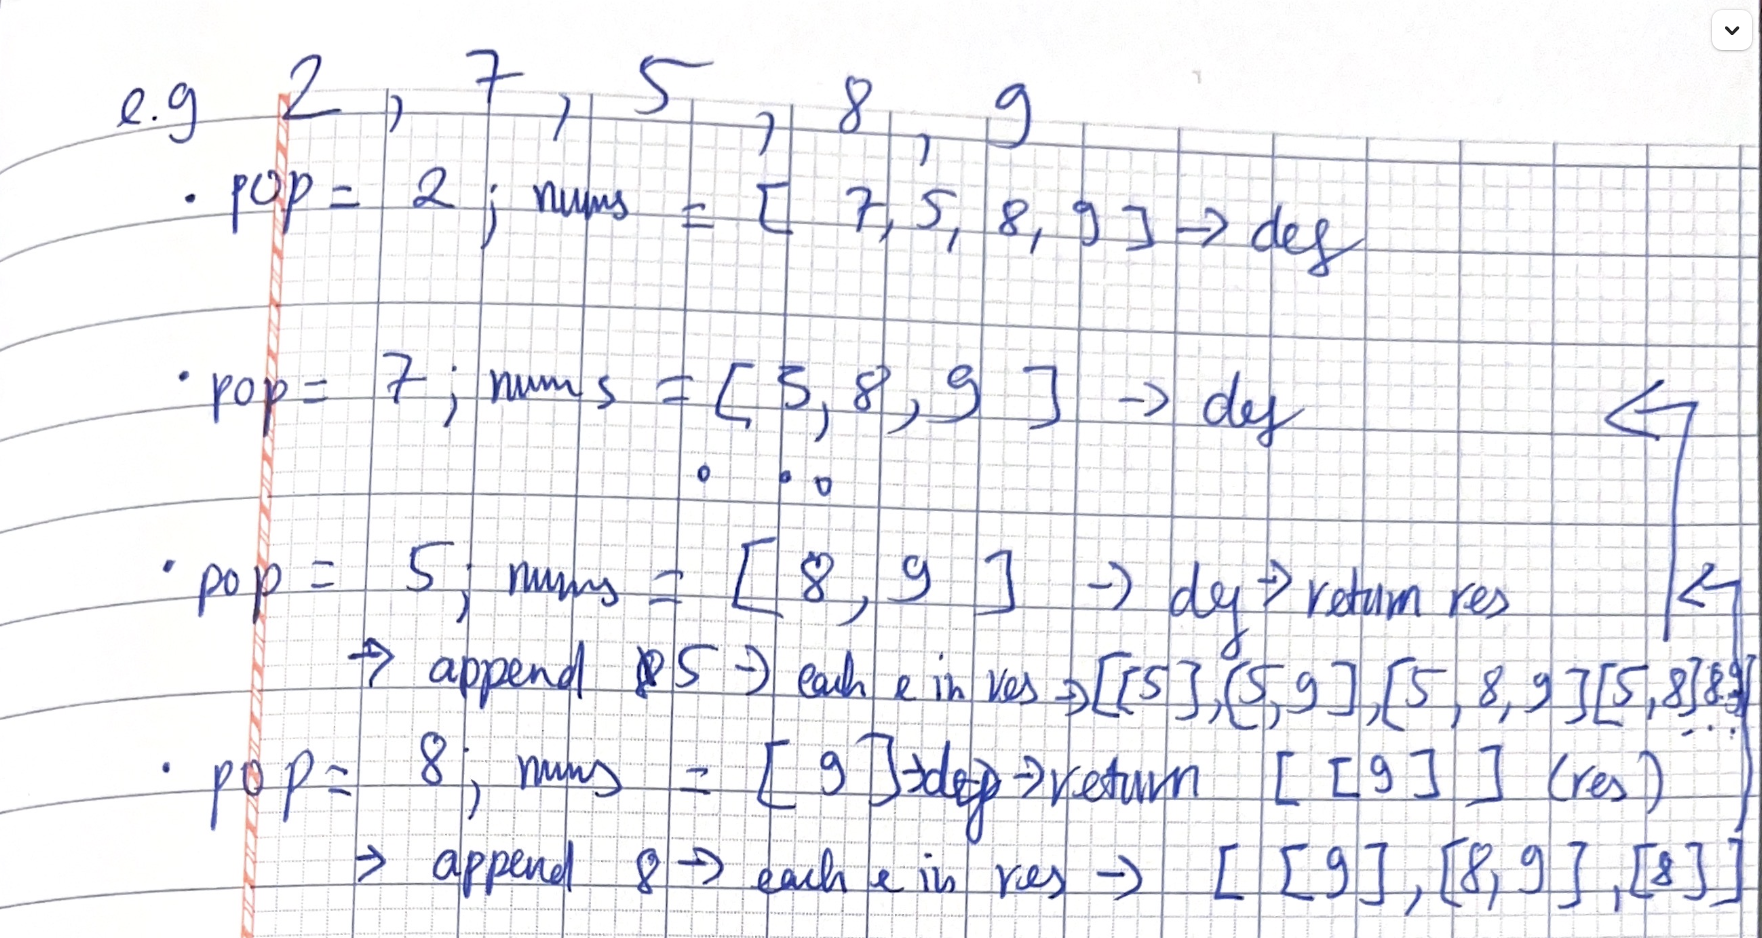 e.g 2 , 7 , 5 , 8 , 9
· pop = 2 ; nums = [ 7, 5, 8, 9 ] → def
· pop = 7 ; nums = [ 5, 8, 9 ] → def
· pop = 5 ; nums = [ 8, 9 ] → def → return res
→ append 5 → each e in res → [[5],[5,9],[5,8,9][5,8]
· pop = 8 ; nums = [ 9 ] → def → return [ [9] ] (res)
→ append 8 → each e in res → [ [9], [8,9], [8] ]